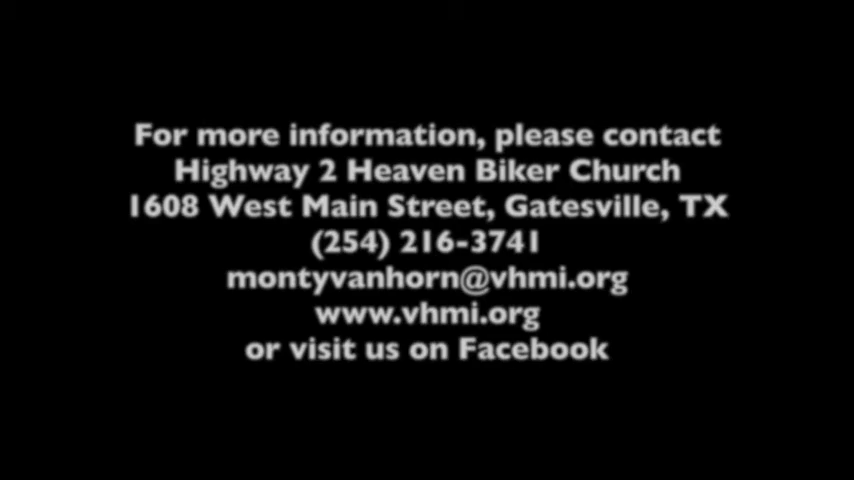 For more information, please contact
Highway 2 Heaven Biker Church
1608 West Main Street, Gatesville, TX
(254) 216-3741
montyvanhorn@vhmi.org
www.vhmi.org
or visit us on Facebook